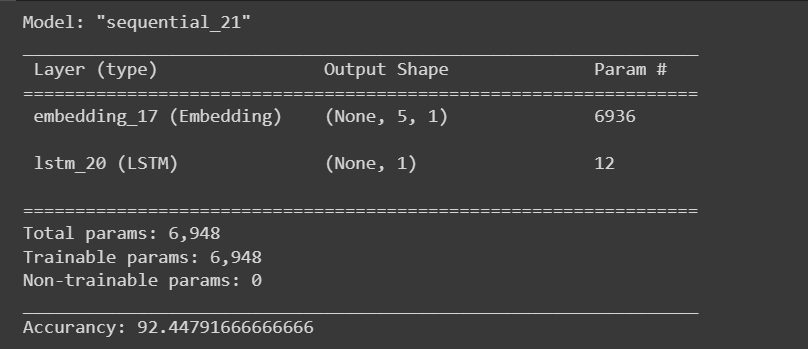 Model: "sequential_21"
_________________________________________________________________
Layer (type) Output Shape Param #
=================================================================
embedding_17 (Embedding) (None, 5, 1) 6936
lstm_20 (LSTM) (None, 1) 12
=================================================================
Total params: 6,948
Trainable params: 6,948
Non-trainable params: 0
_________________________________________________________________
Accurancy: 92.44791666666666